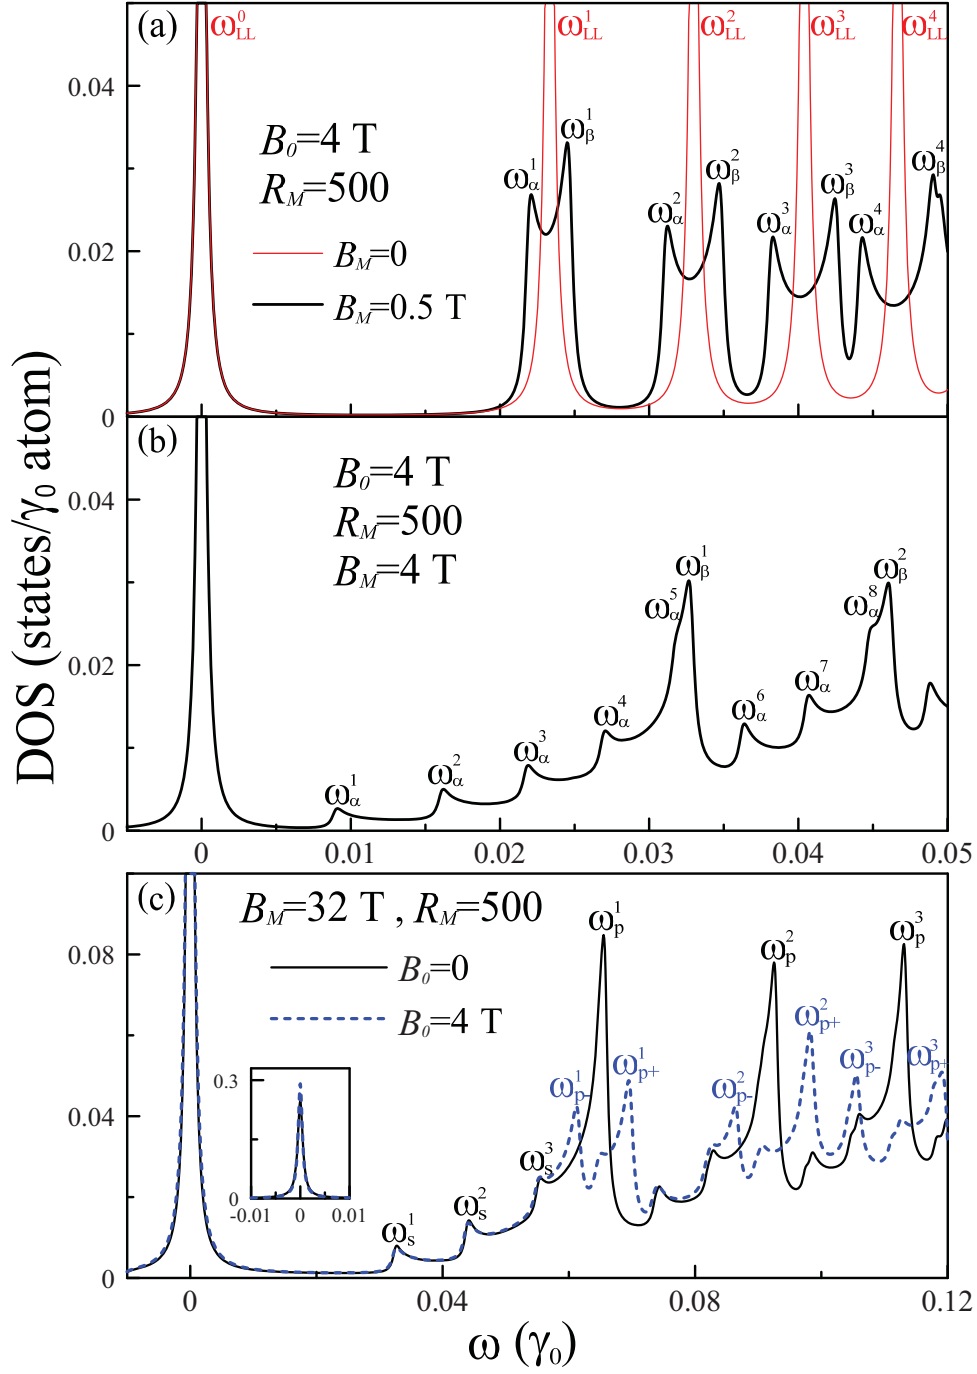 (a)
ω⁰LL ω¹LL ω²LL ω³LL ω⁴LL
B₀=4 T
R_M=500
B_M=0
B_M=0.5 T
ω¹α ω¹β ω²α ω²β ω³α ω³β ω⁴α ω⁴β
0.04
0.02
0
(b)
B₀=4 T
R_M=500
B_M=4 T
ω¹α ω²α ω³α ω⁴α ω⁵α ω¹β ω⁶α ω⁷α ω⁸α ω²β
0.04
0.02
0
0 0.01 0.02 0.03 0.04 0.05
DOS (states/γ₀ atom)
(c)
B_M=32 T , R_M=500
B₀=0
B₀=4 T
ω¹s ω²s ω³s ω¹p- ω¹p ω¹p+ ω²p- ω²p ω²p+ ω³p- ω³p ω³p+
0.08
0.04
0
0.3
0
-0.01 0 0.01
0 0.04 0.08 0.12
ω (γ₀)